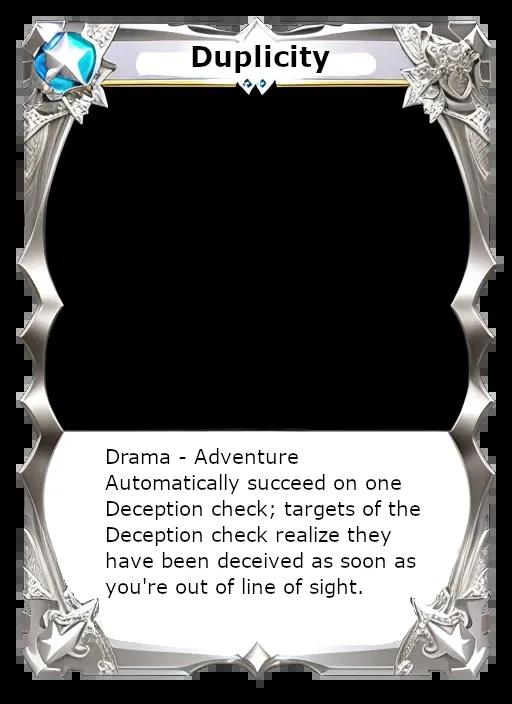 Duplicity
Drama - Adventure
Automatically succeed on one
Deception check; targets of the
Deception check realize they
have been deceived as soon as
you're out of line of sight.